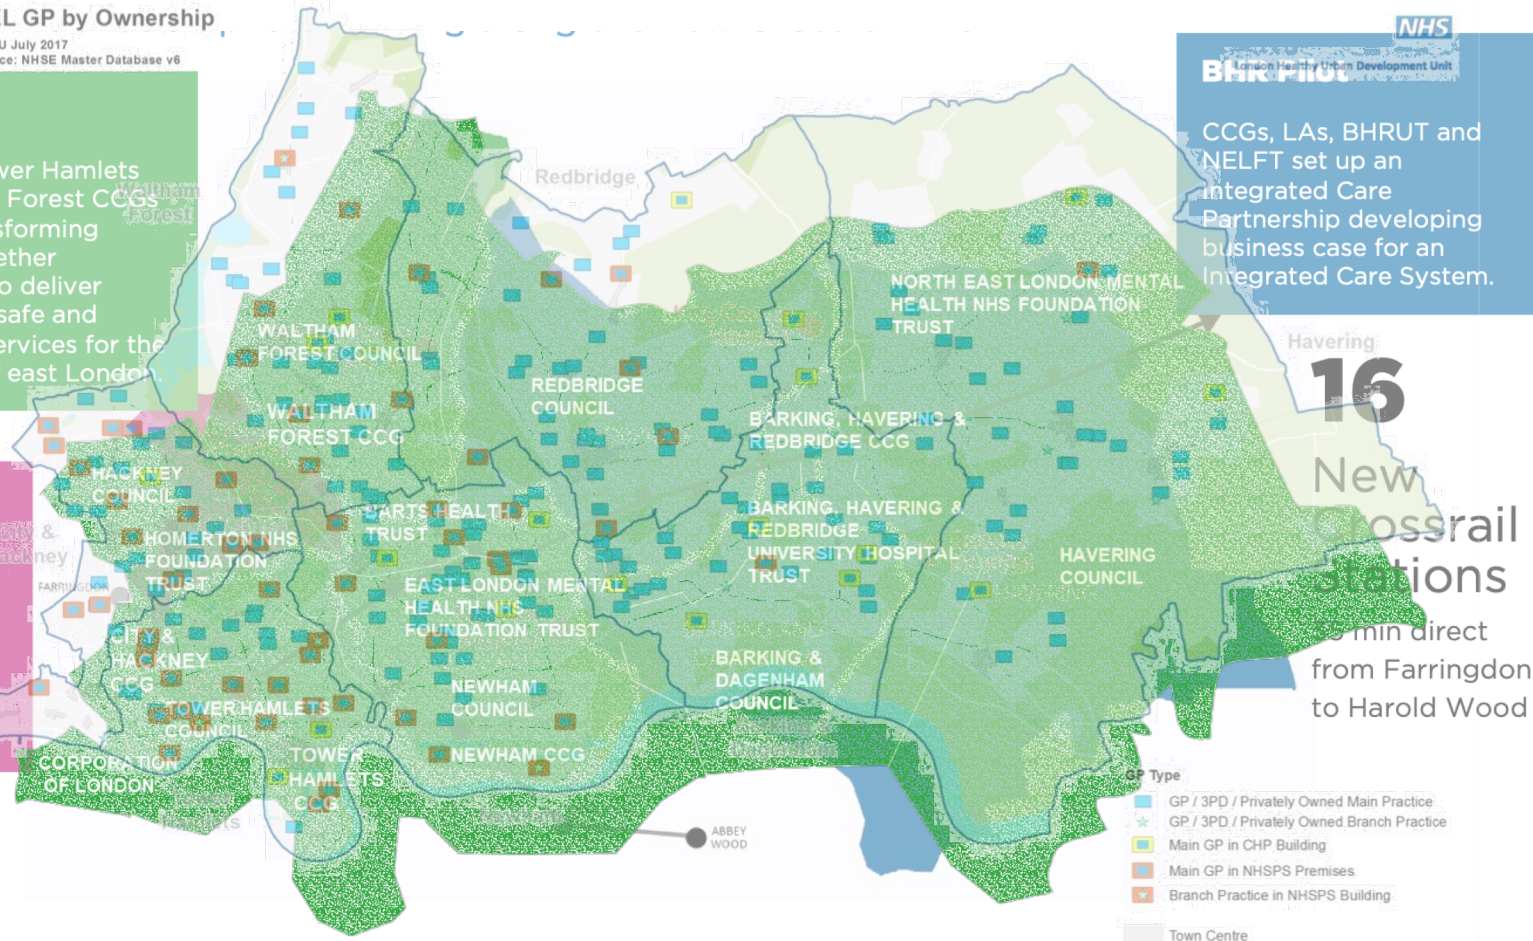 EL GP by Ownership
U July 2017
ce: NHSE Master Database v6
NHS
London Healthy Urban Development Unit
BHR Pilot
CCGs, LAs, BHRUT and
NELFT set up an
Integrated Care
Partnership developing
business case for an
Integrated Care System.
wer Hamlets
Forest CCGs
sforming
ether
o deliver
safe and
ervices for the
f east London.
Waltham
Forest
Redbridge
Havering
NORTH EAST LONDON MENTAL
HEALTH NHS FOUNDATION
TRUST
WALTHAM
FOREST COUNCIL
REDBRIDGE
COUNCIL
WALTHAM
FOREST CCG
BARKING, HAVERING &
REDBRIDGE CCG
16
New
Crossrail
Stations
min direct
from Farringdon
to Harold Wood
HACKNEY
COUNCIL
BARTS HEALTH
TRUST
BARKING, HAVERING &
REDBRIDGE
UNIVERSITY HOSPITAL
TRUST
HOMERTON NHS
FOUNDATION
TRUST
HAVERING
COUNCIL
City &
Hackney
FARRINGDON
EAST LONDON MENTAL
HEALTH NHS
FOUNDATION TRUST
CITY &
HACKNEY
CCG
BARKING &
DAGENHAM
COUNCIL
NEWHAM
COUNCIL
TOWER HAMLETS
COUNCIL
NEWHAM CCG
TOWER
HAMLETS
CCG
CORPORATION
OF LONDON
ABBEY
WOOD
GP Type
GP / 3PD / Privately Owned Main Practice
GP / 3PD / Privately Owned Branch Practice
Main GP in CHP Building
Main GP in NHSPS Premises
Branch Practice in NHSPS Building
Town Centre